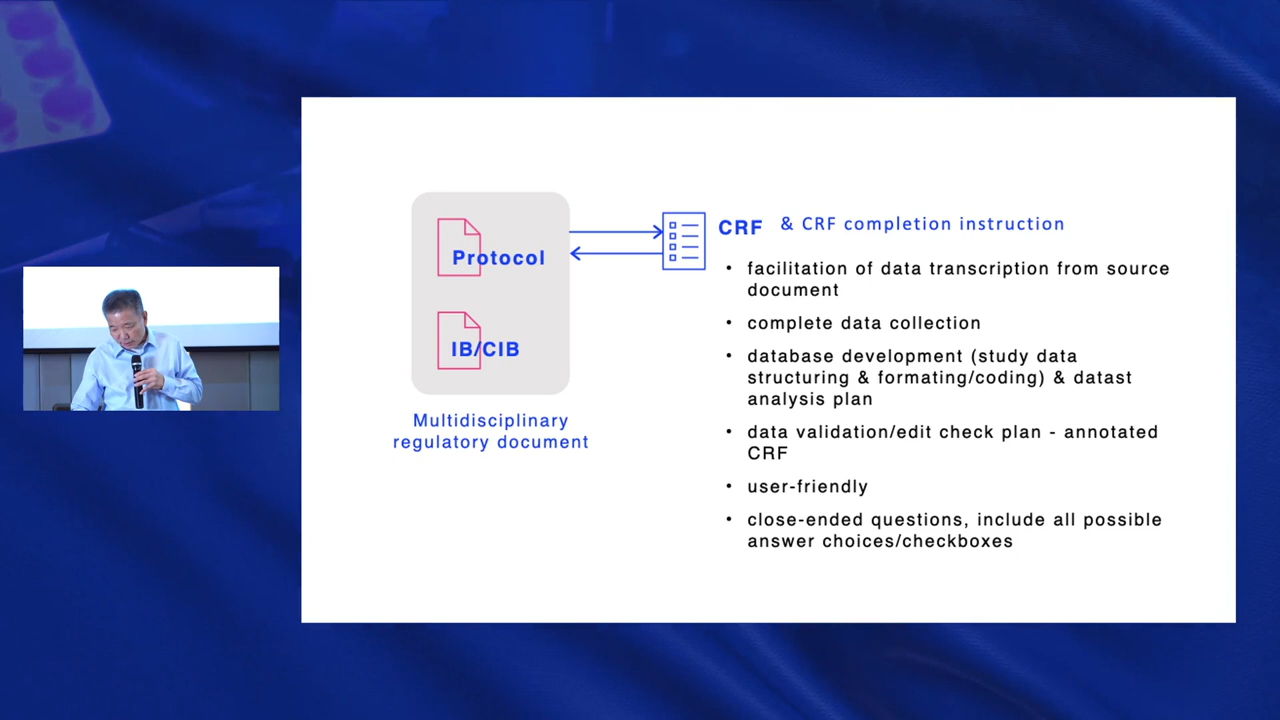 Protocol
IB/CIB
Multidisciplinary
regulatory document
CRF & CRF completion instruction
• facilitation of data transcription from source
document
• complete data collection
• database development (study data
structuring & formating/coding) & datast
analysis plan
• data validation/edit check plan - annotated
CRF
• user-friendly
• close-ended questions, include all possible
answer choices/checkboxes